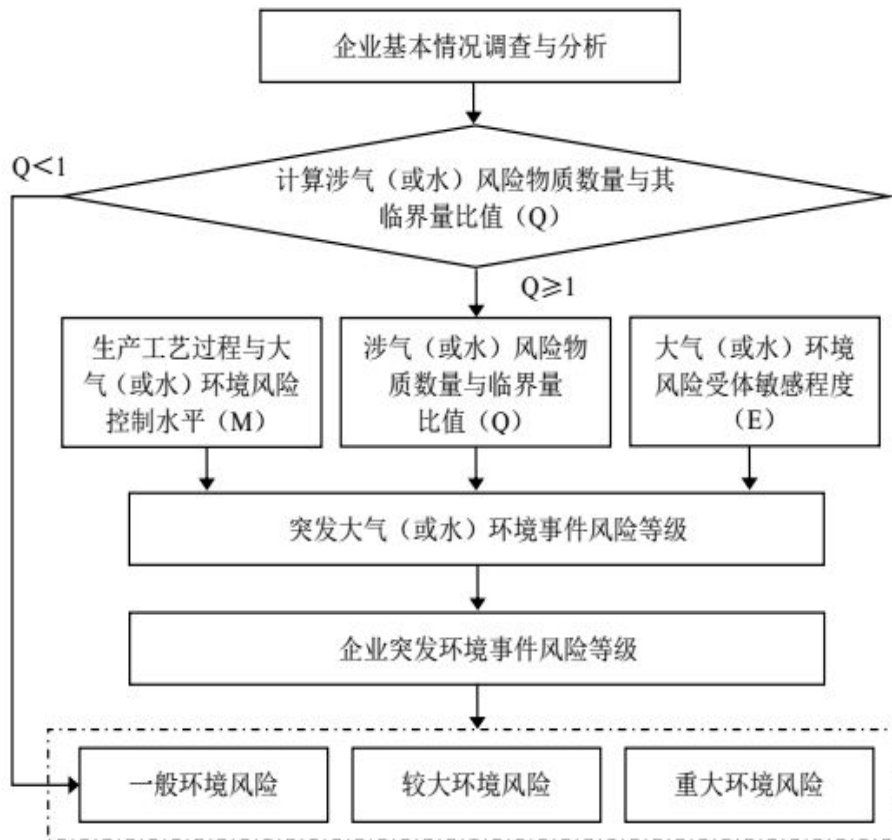 企业基本情况调查与分析
Q＜1
计算涉气（或水）风险物质数量与其
临界量比值（Q）
Q≥1
生产工艺过程与大
气（或水）环境风险
控制水平（M）
涉气（或水）风险物
质数量与临界量
比值（Q）
大气（或水）环境
风险受体敏感程度
（E）
突发大气（或水）环境事件风险等级
企业突发环境事件风险等级
一般环境风险
较大环境风险
重大环境风险